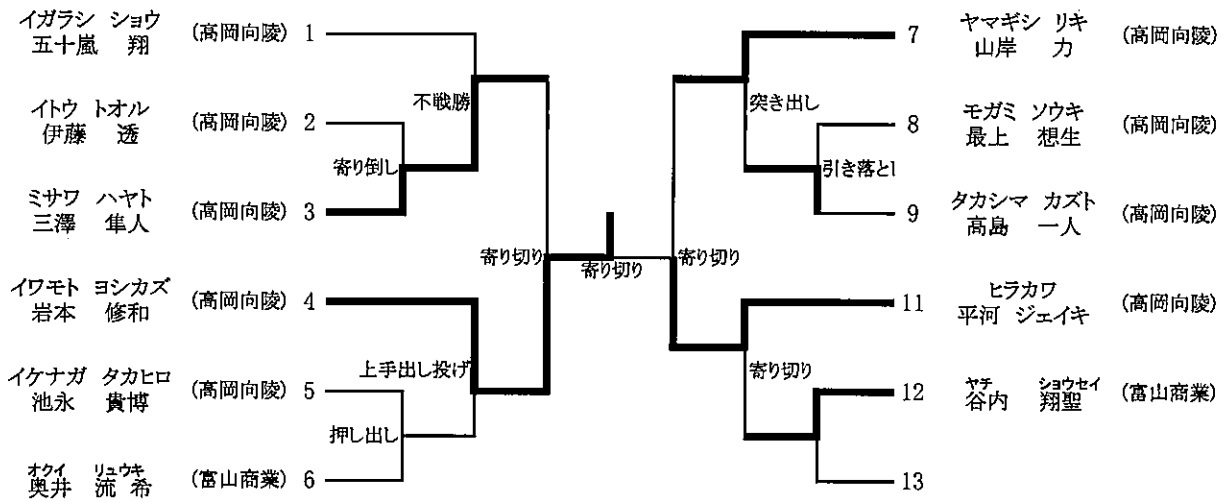 イガラシ ショウ
五十嵐 翔 (高岡向陵) 1
イトウ トオル
伊藤 透 (高岡向陵) 2
ミサワ ハヤト
三澤 隼人 (高岡向陵) 3
イワモト ヨシカズ
岩本 修和 (高岡向陵) 4
イケナガ タカヒロ
池永 貴博 (高岡向陵) 5
オクイ リュウキ
奥井 流希 (富山商業) 6
不戦勝
寄り倒し
寄り切り
上手出し投げ
押し出し
寄り切り
突き出し
引き落とし
寄り切り
寄り切り
7 ヤマギシ リキ
山岸 力 (高岡向陵)
8 モガミ ソウキ
最上 想生 (高岡向陵)
9 タカシマ カズト
高島 一人 (高岡向陵)
11 ヒラカワ
平河 ジェイキ (高岡向陵)
12 ヤチ ショウセイ
谷内 翔聖 (富山商業)
13